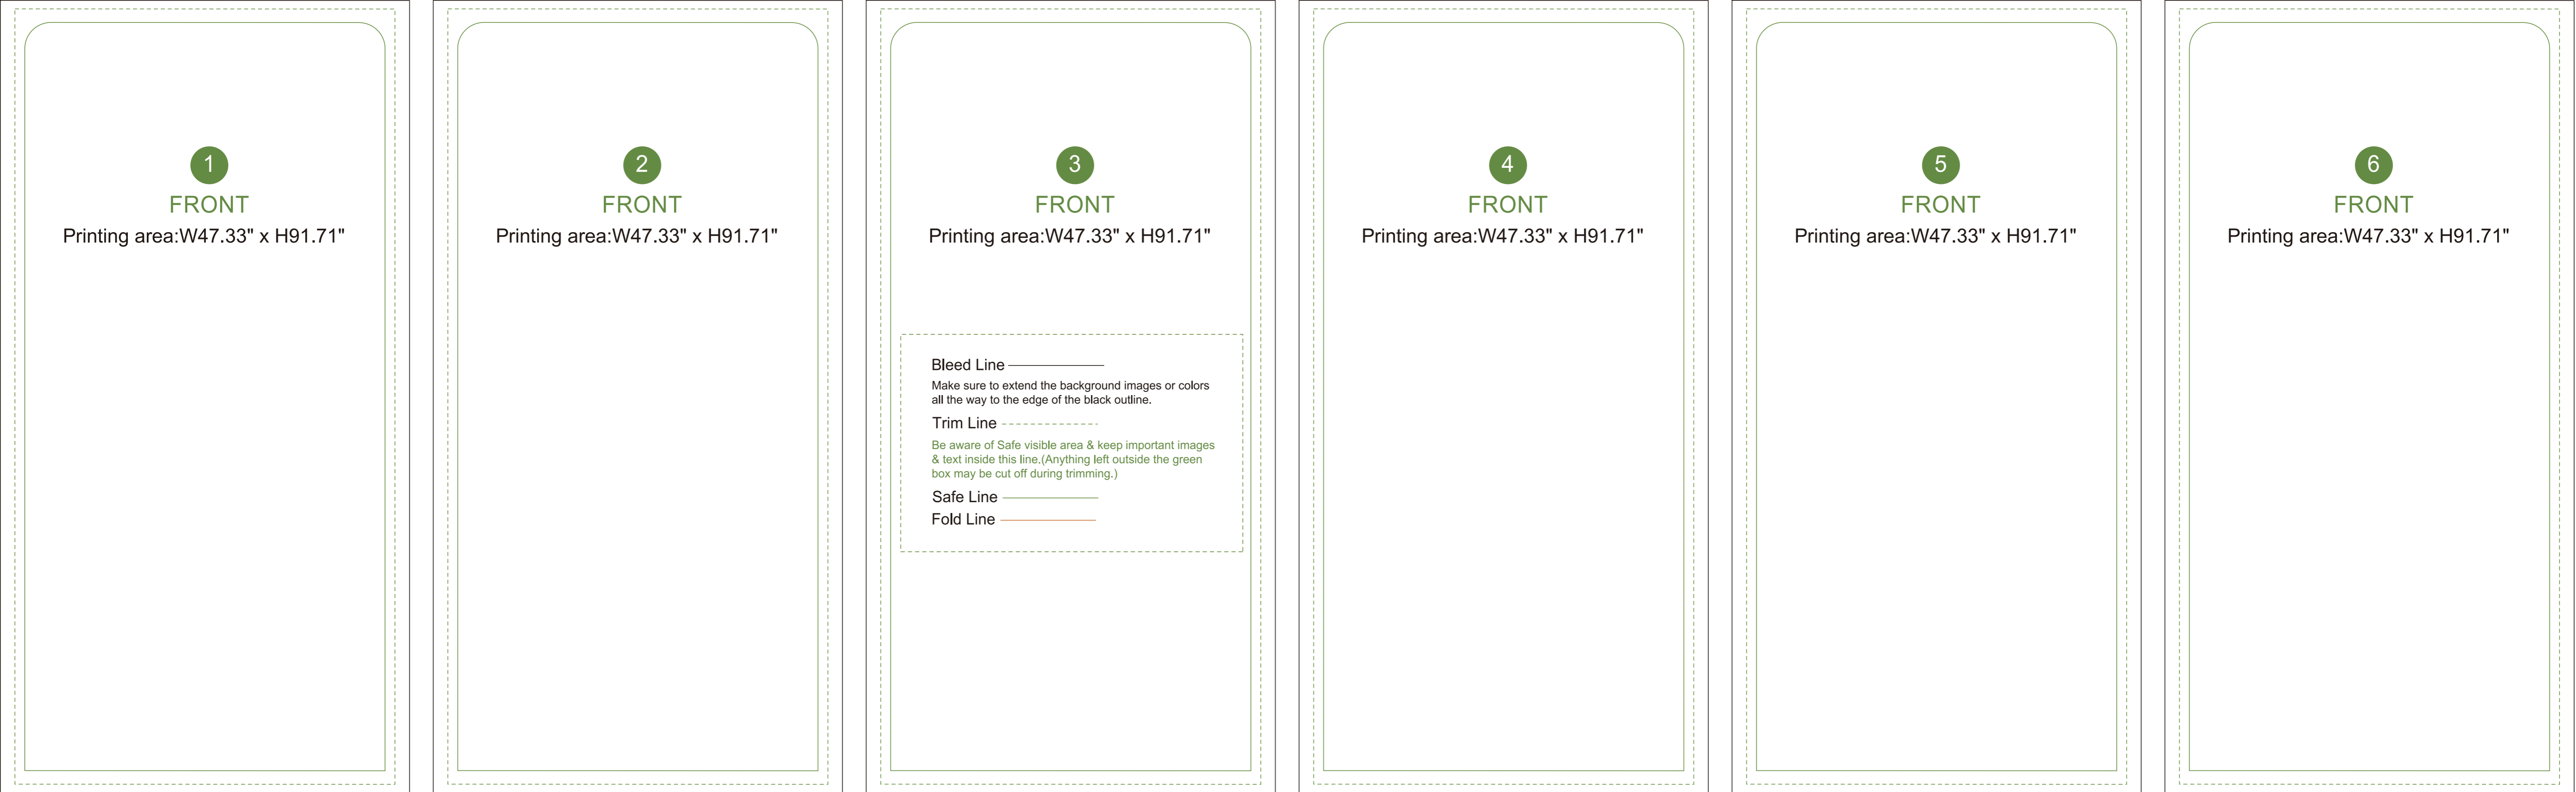 1
FRONT
Printing area:W47.33" x H91.71"
2
FRONT
Printing area:W47.33" x H91.71"
3
FRONT
Printing area:W47.33" x H91.71"
Bleed Line
Make sure to extend the background images or colors
all the way to the edge of the black outline.
Trim Line
Be aware of Safe visible area & keep important images
& text inside this line.(Anything left outside the green
box may be cut off during trimming.)
Safe Line
Fold Line
4
FRONT
Printing area:W47.33" x H91.71"
5
FRONT
Printing area:W47.33" x H91.71"
6
FRONT
Printing area:W47.33" x H91.71"